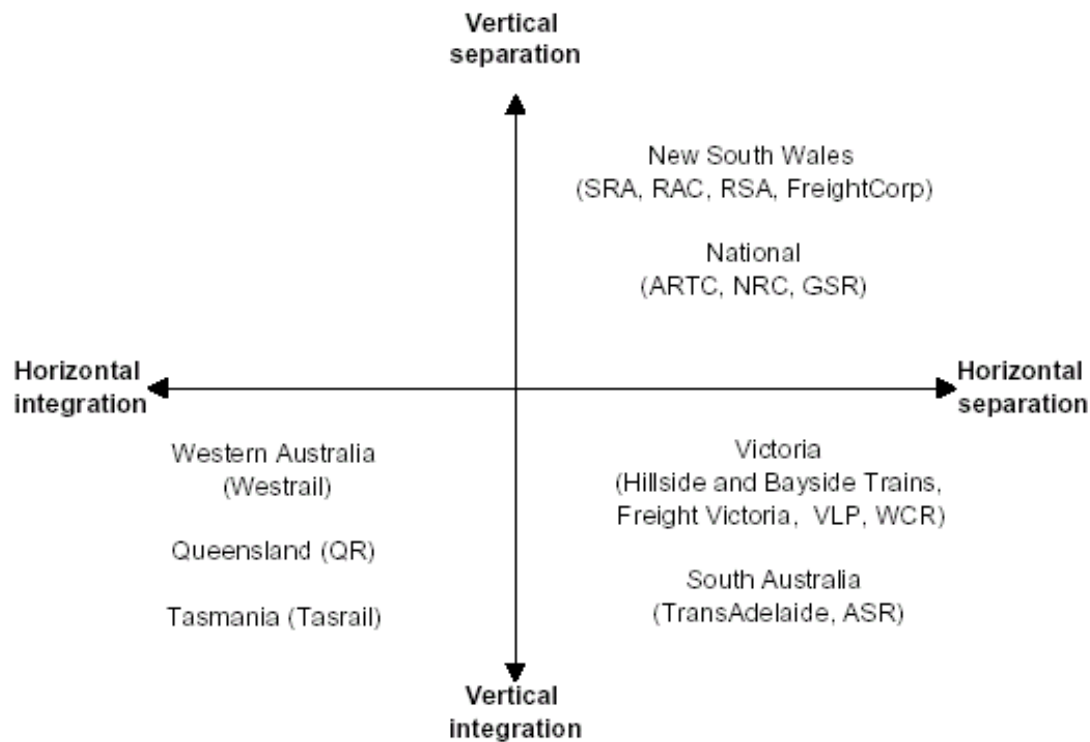 Vertical
separation
New South Wales
(SRA, RAC, RSA, FreightCorp)
National
(ARTC, NRC, GSR)
Horizontal
integration
Horizontal
separation
Western Australia
(Westrail)
Queensland (QR)
Tasmania (Tasrail)
Victoria
(Hillside and Bayside Trains,
Freight Victoria, VLP, WCR)
South Australia
(TransAdelaide, ASR)
Vertical
integration